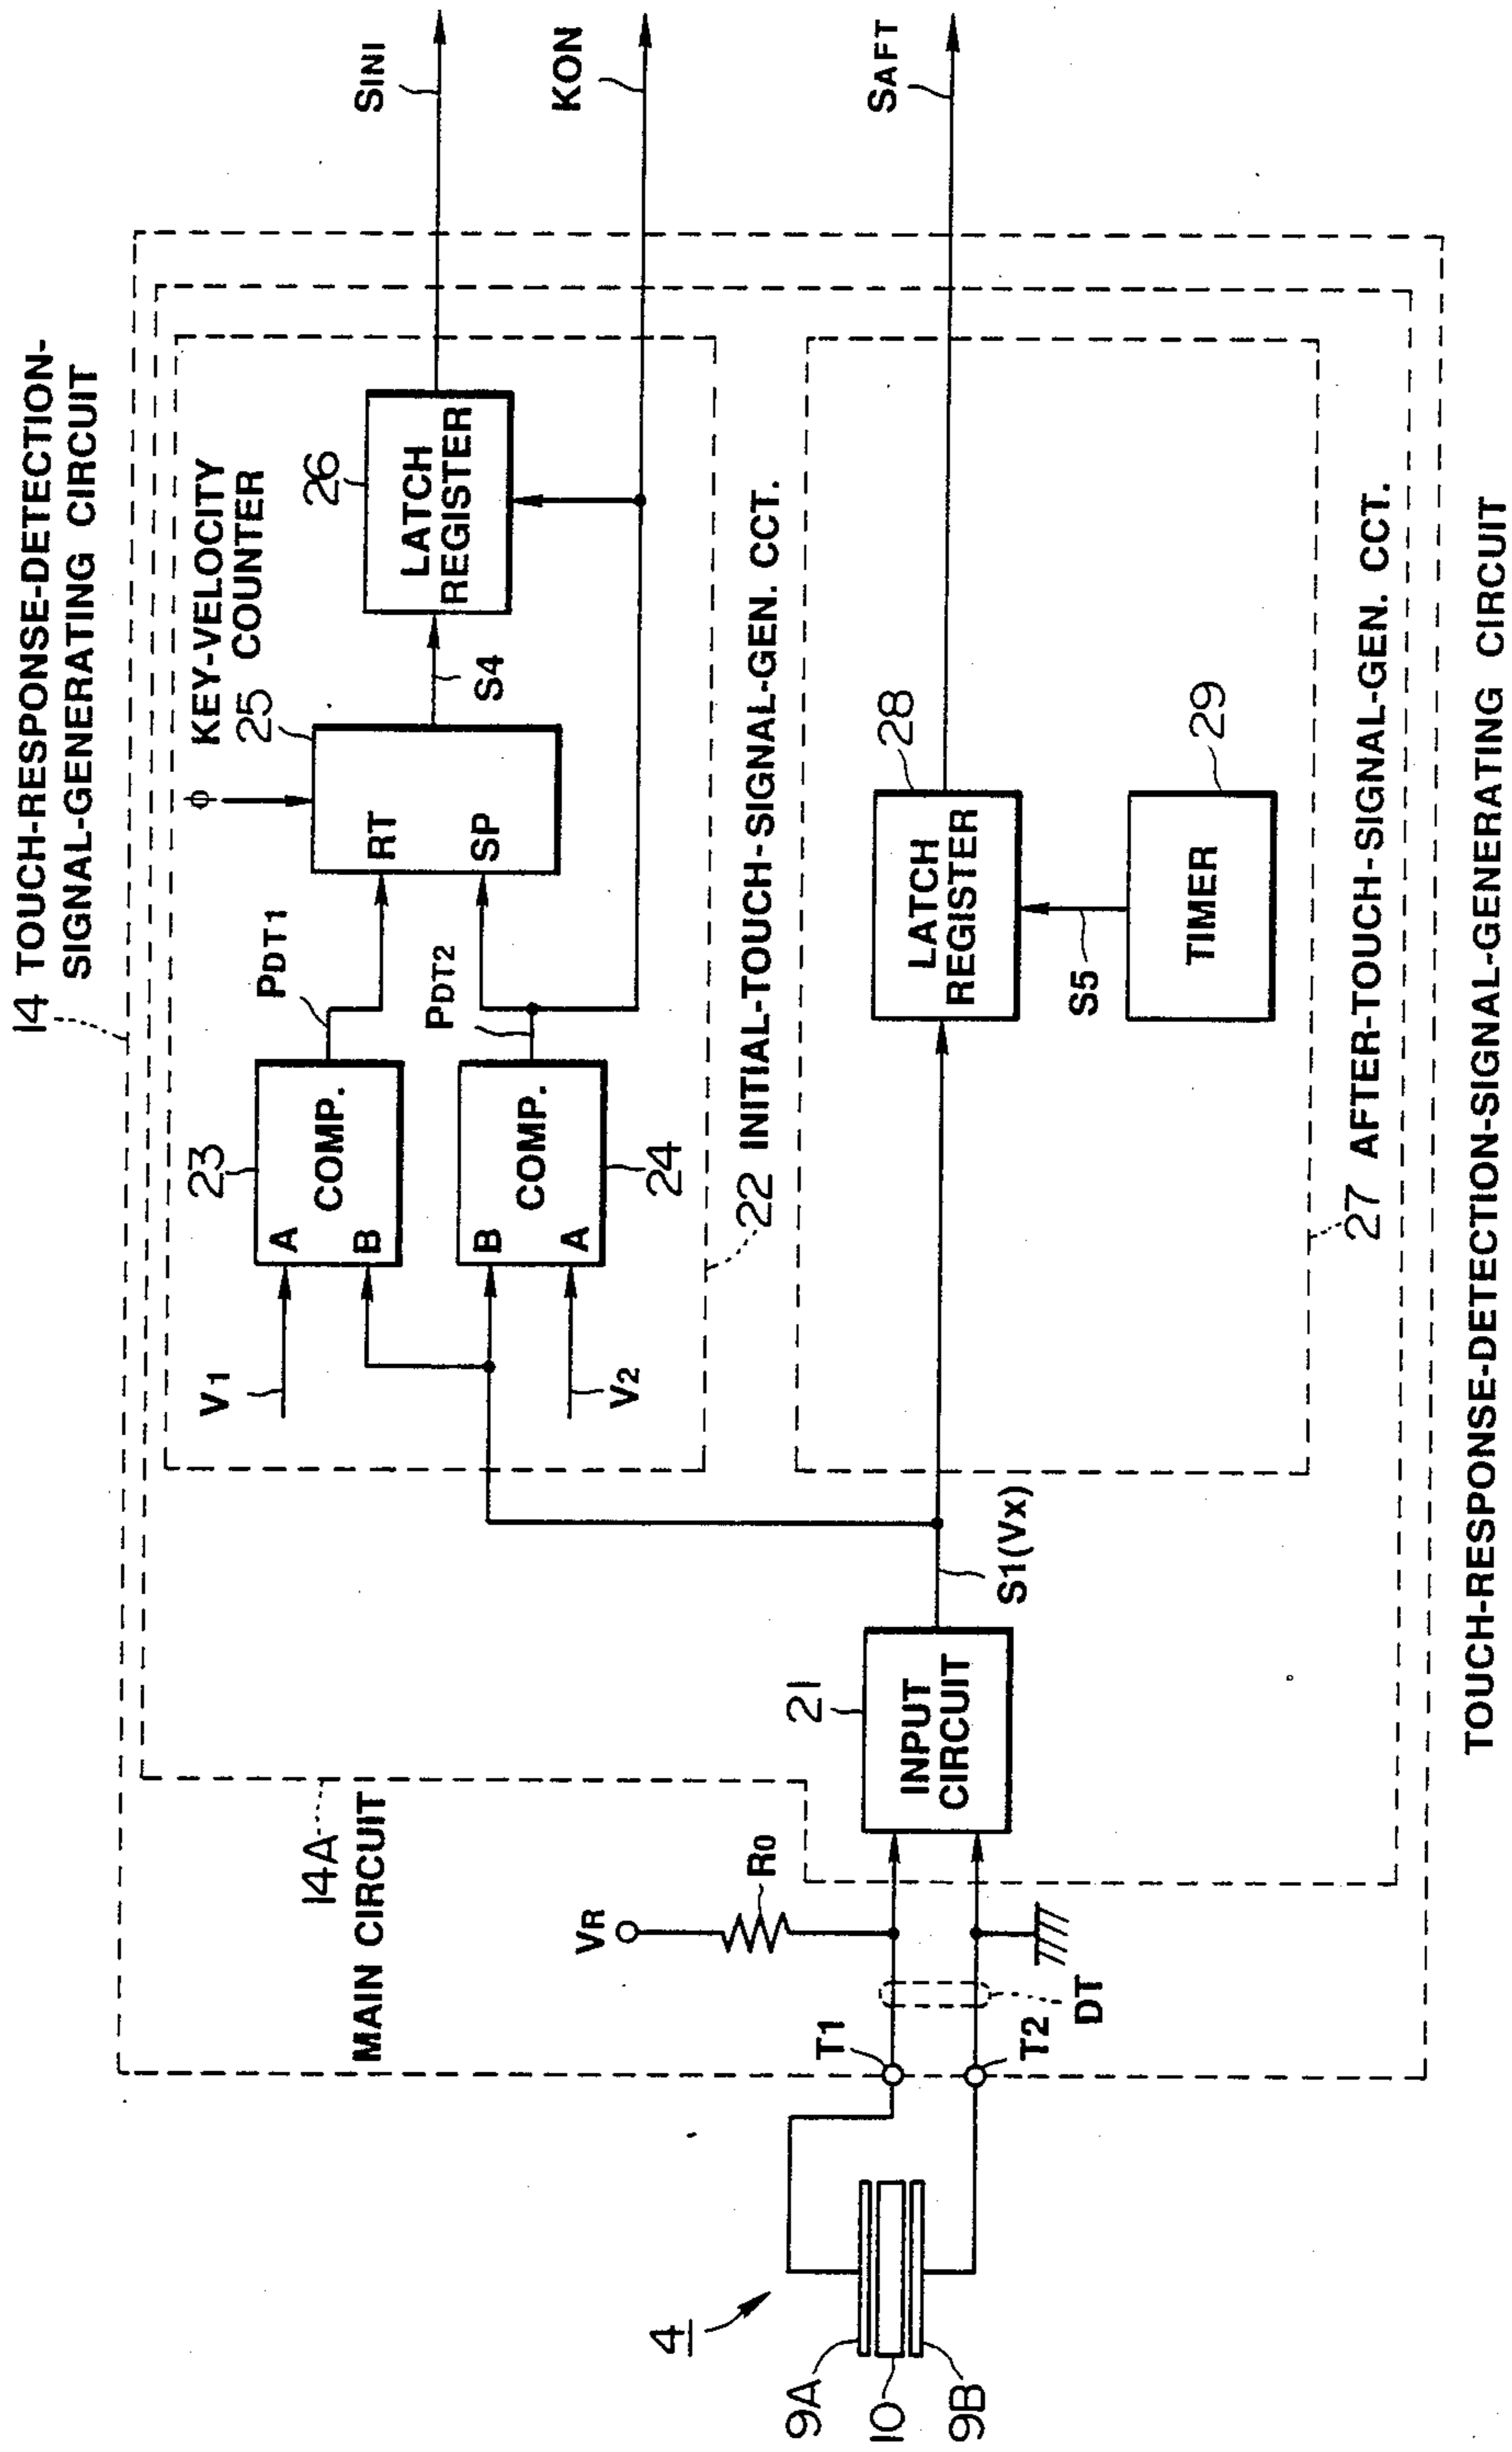 14 TOUCH-RESPONSE-DETECTION-
SIGNAL-GENERATING CIRCUIT
14A
MAIN CIRCUIT
KEY-VELOCITY
COUNTER
25
φ
RT
SP
26
LATCH
REGISTER
SINI
KON
S4
PDT1
PDT2
23
COMP.
A
B
24
COMP.
B
A
V1
V2
22 INITIAL-TOUCH-SIGNAL-GEN. CCT.
28
LATCH
REGISTER
SAFT
S5
29
TIMER
27 AFTER-TOUCH-SIGNAL-GEN. CCT.
S1(VX)
21
INPUT
CIRCUIT
VR
R0
T1
T2
DT
4
9A
10
9B
TOUCH-RESPONSE-DETECTION-SIGNAL-GENERATING CIRCUIT